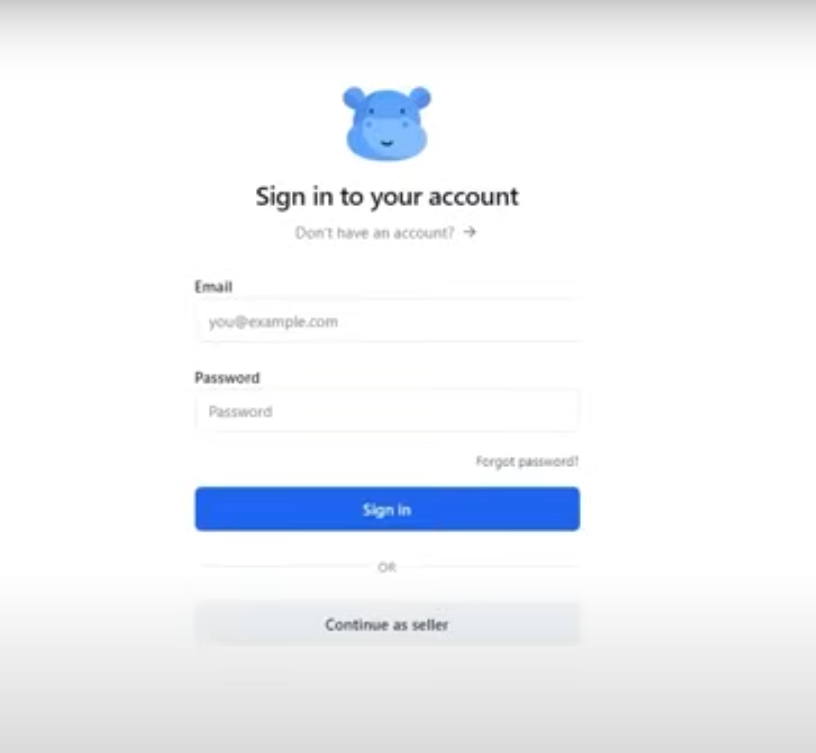 Sign in to your account
Don't have an account? →
Email
you@example.com
Password
Password
Forgot password?
Sign in
OR
Continue as seller